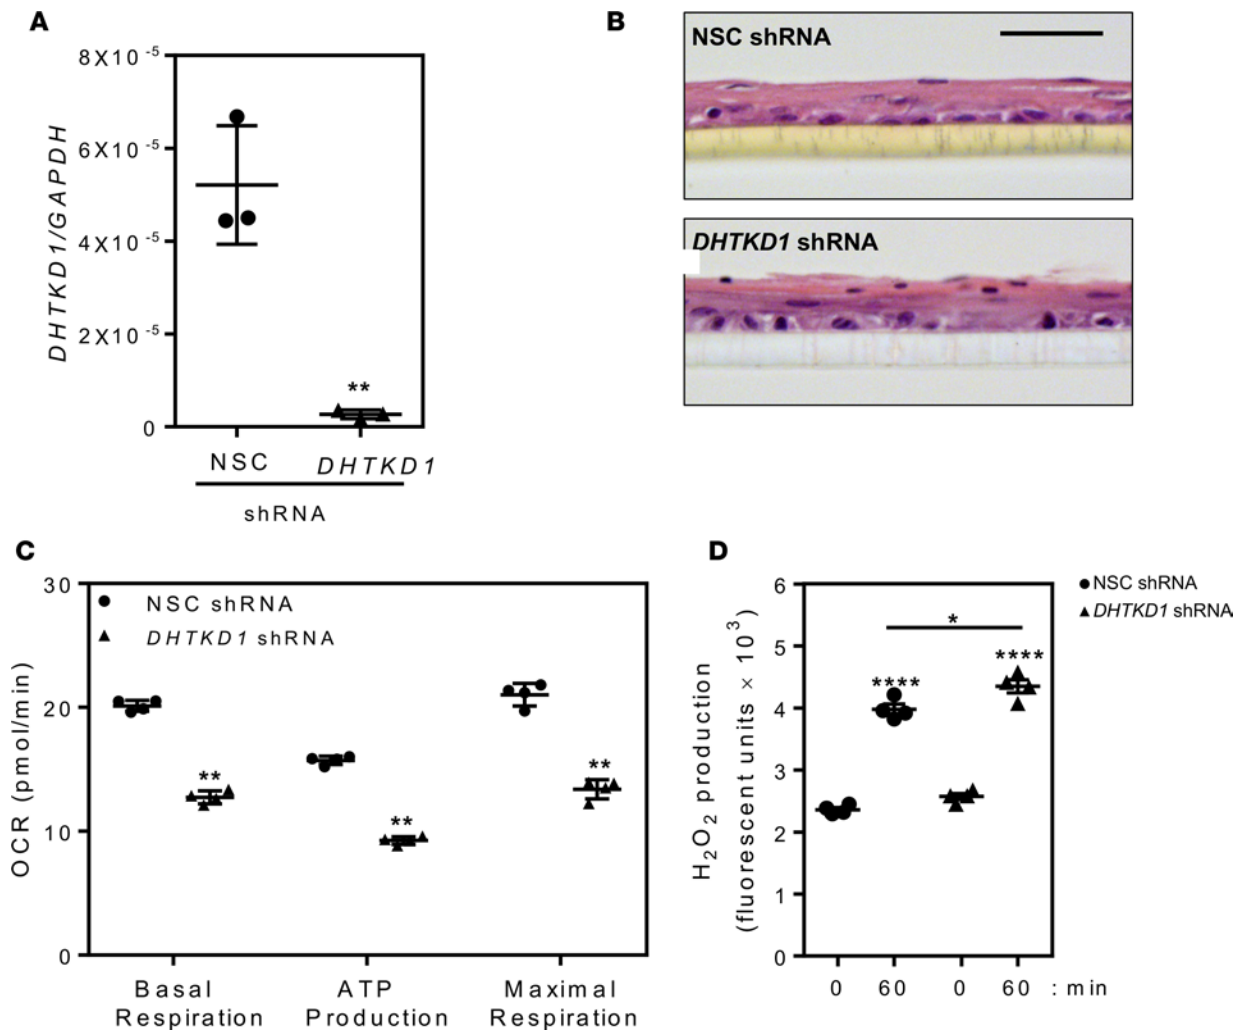 A
8X10 -5
6X10 -5
4X10 -5
2X10 -5
0
DHTKD1/GAPDH
**
NSC DHTKD1
shRNA
B
NSC shRNA
DHTKD1 shRNA
C
30
20
10
0
OCR (pmol/min)
NSC shRNA
DHTKD1 shRNA
**
**
**
Basal
Respiration
ATP
Production
Maximal
Respiration
D
6
5
4
3
2
1
0
H2O2 production
(fluorescent units × 10³)
*
****
****
0 60 0 60 : min
NSC shRNA
DHTKD1 shRNA